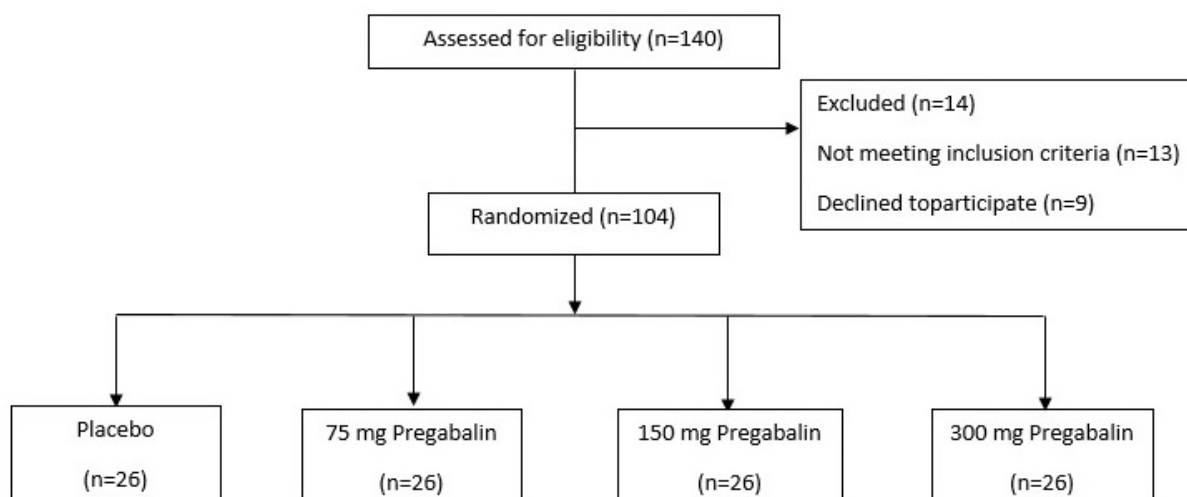 Assessed for eligibility (n=140)
Excluded (n=14)
Not meeting inclusion criteria (n=13)
Declined toparticipate (n=9)
Randomized (n=104)
Placebo
(n=26)
75 mg Pregabalin
(n=26)
150 mg Pregabalin
(n=26)
300 mg Pregabalin
(n=26)